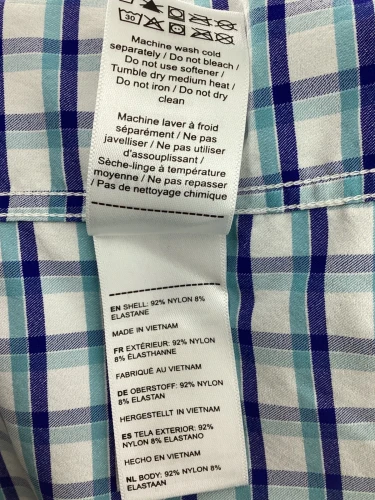 30
Machine wash cold
separately / Do not bleach /
Do not use softener /
Tumble dry medium heat /
Do not iron / Do not dry
clean
Machine laver à froid
séparément / Ne pas
javelliser / Ne pas utiliser
d'assouplissant /
Sèche-linge à température
moyenne / Ne pas repasser
/ Pas de nettoyage chimique
EN SHELL: 92% NYLON 8%
ELASTANE
MADE IN VIETNAM
FR EXTÉRIEUR: 92% NYLON
8% ÉLASTHANNE
FABRIQUÉ AU VIETNAM
DE OBERSTOFF: 92% NYLON
8% ELASTAN
HERGESTELLT IN VIETNAM
ES TELA EXTERIOR: 92%
NYLON 8% ELASTANO
HECHO EN VIETNAM
NL BODY: 92% NYLON 8%
ELASTAAN